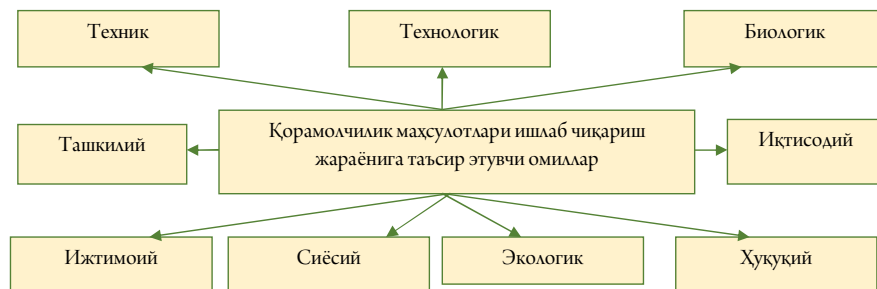 Техник
Технологик
Биологик
Қорамолчилик маҳсулотлари ишлаб чиқариш
жараёнига таъсир этувчи омиллар
Ташкилий
Иқтисодий
Ижтимоий
Сиёсий
Экологик
Ҳуқуқий